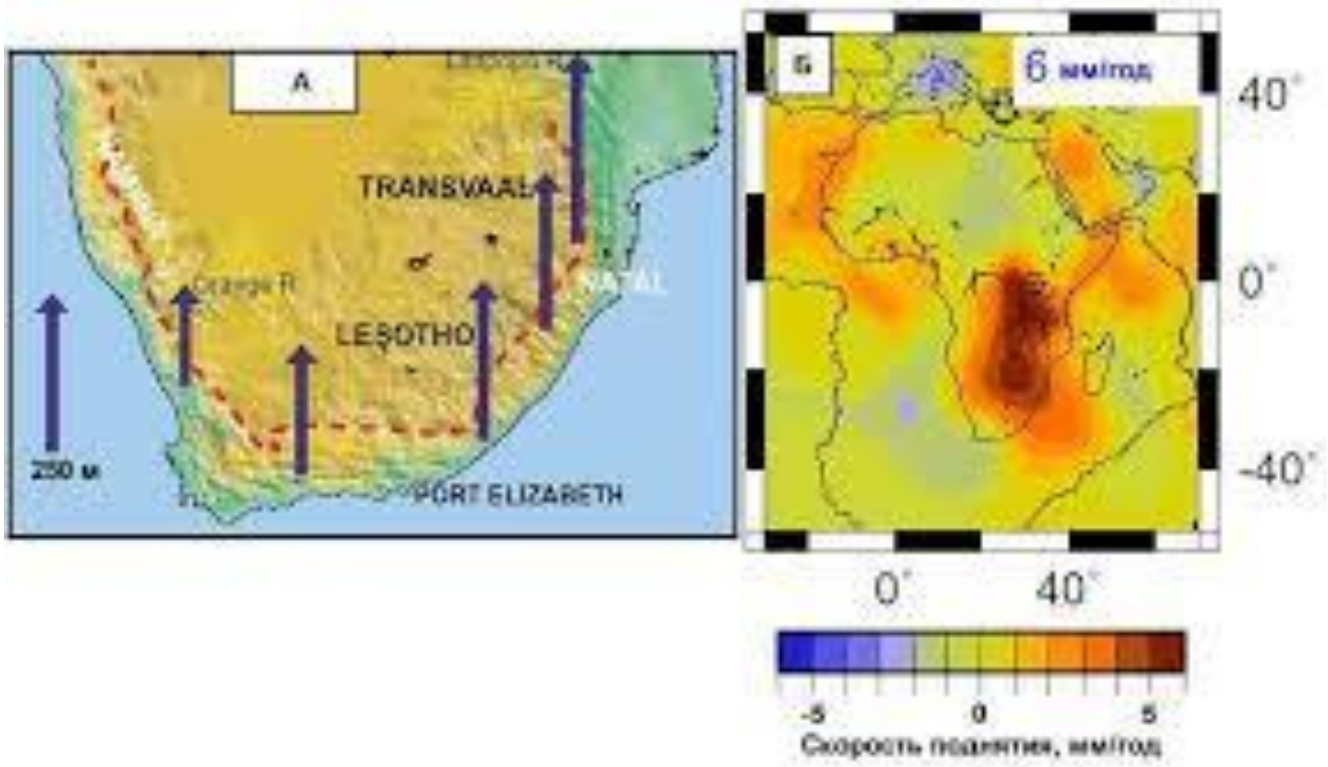 А
TRANSVAAL
NATAL
Orange R
LESOTHO
250 м
PORT ELIZABETH
Б
6 мм/год
40°
0°
-40°
0° 40°
-5 0 5
Скорость поднятия, мм/год